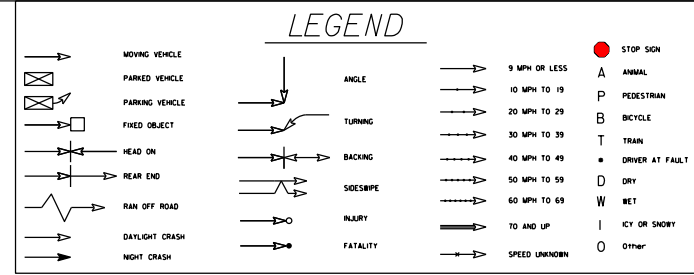 LEGEND
MOVING VEHICLE
PARKED VEHICLE
PARKING VEHICLE
FIXED OBJECT
HEAD ON
REAR END
RAN OFF ROAD
DAYLIGHT CRASH
NIGHT CRASH
ANGLE
TURNING
BACKING
SIDESWIPE
INJURY
FATALITY
9 MPH OR LESS
10 MPH TO 19
20 MPH TO 29
30 MPH TO 39
40 MPH TO 49
50 MPH TO 59
60 MPH TO 69
70 AND UP
SPEED UNKNOWN
STOP SIGN
A ANIMAL
P PEDESTRIAN
B BICYCLE
T TRAIN
DRIVER AT FAULT
D DRY
W WET
I ICY OR SNOWY
O Other